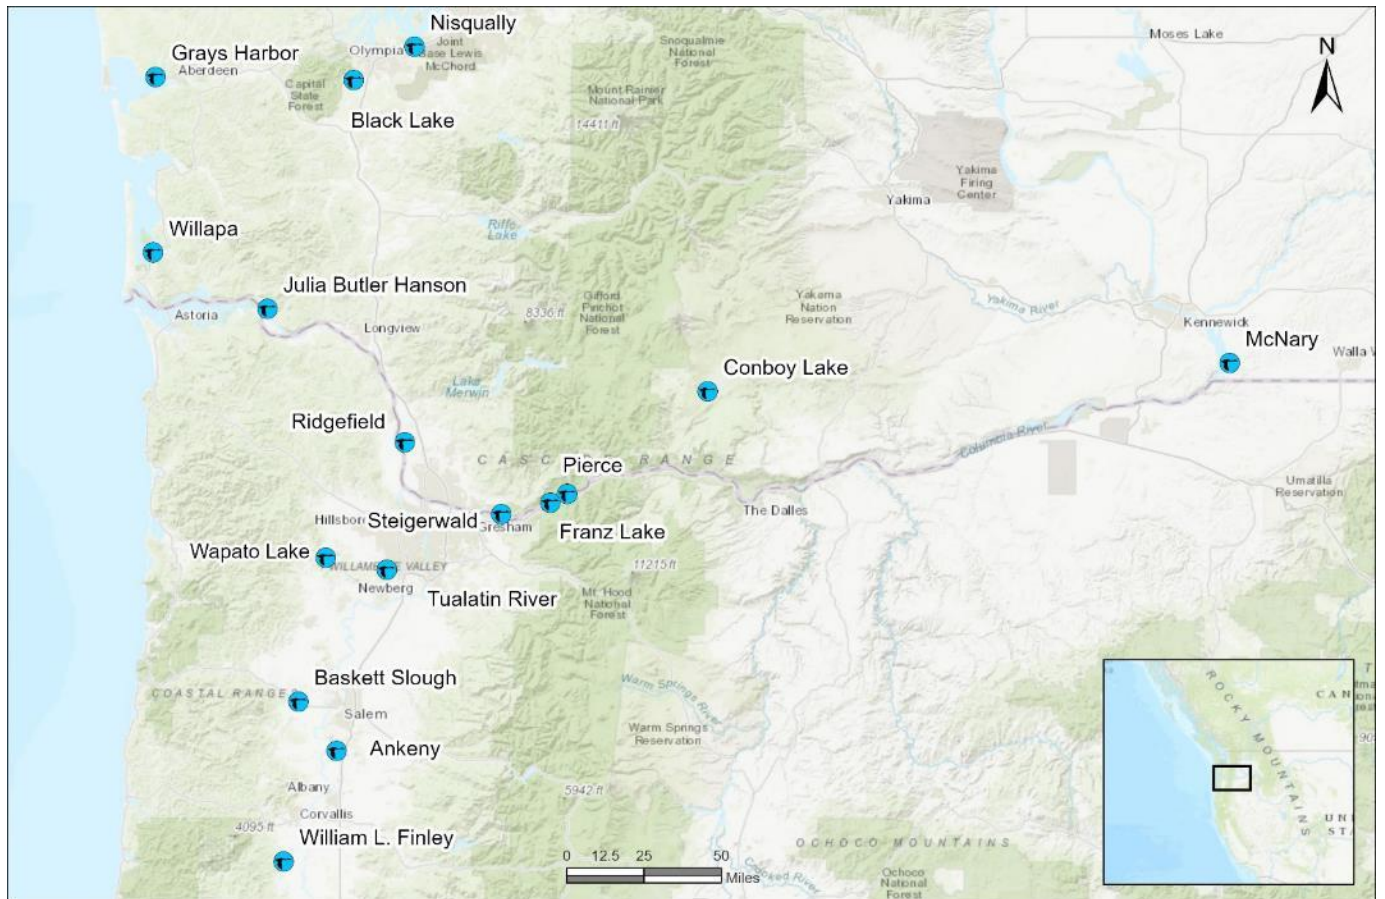 Nisqually
Moses Lake
Snoqualmie
National
Forest
Joint
Base Lewis
McChord
Olympia
Grays Harbor
Aberdeen
Capital
State
Forest
N
Mount Rainier
National Park
14411 ft
Black Lake
Yakima
Firing
Center
Yakima
Willapa
Riffe
Lake
Julia Butler Hanson
Astoria
Longview
8336 ft
Gifford
Pinchot
National
Forest
Yakama
Nation
Reservation
Yakima River
Kennewick
McNary
Walla
Conboy Lake
Lake
Merwin
Ridgefield
CASCADE RANGE
Columbia River
Pierce
Umatilla
Reservation
The Dalles
Hillsboro
Steigerwald
Gresham
Franz Lake
Wapato Lake
WILLAMETTE VALLEY
11215 ft
Newberg
Tualatin River
Mt. Hood
National
Forest
Baskett Slough
COASTAL RANGES
Salem
Warm Springs River
Warm Springs
Reservation
Ankeny
Albany
5942 ft
Corvallis
4095 ft
William L. Finley
OCHOCO MOUNTAINS
Crooked River
Ochoco
National
Forest
0 12.5 25 50
Miles
ROCKY MOUNTAINS
CAN
UNI
STA